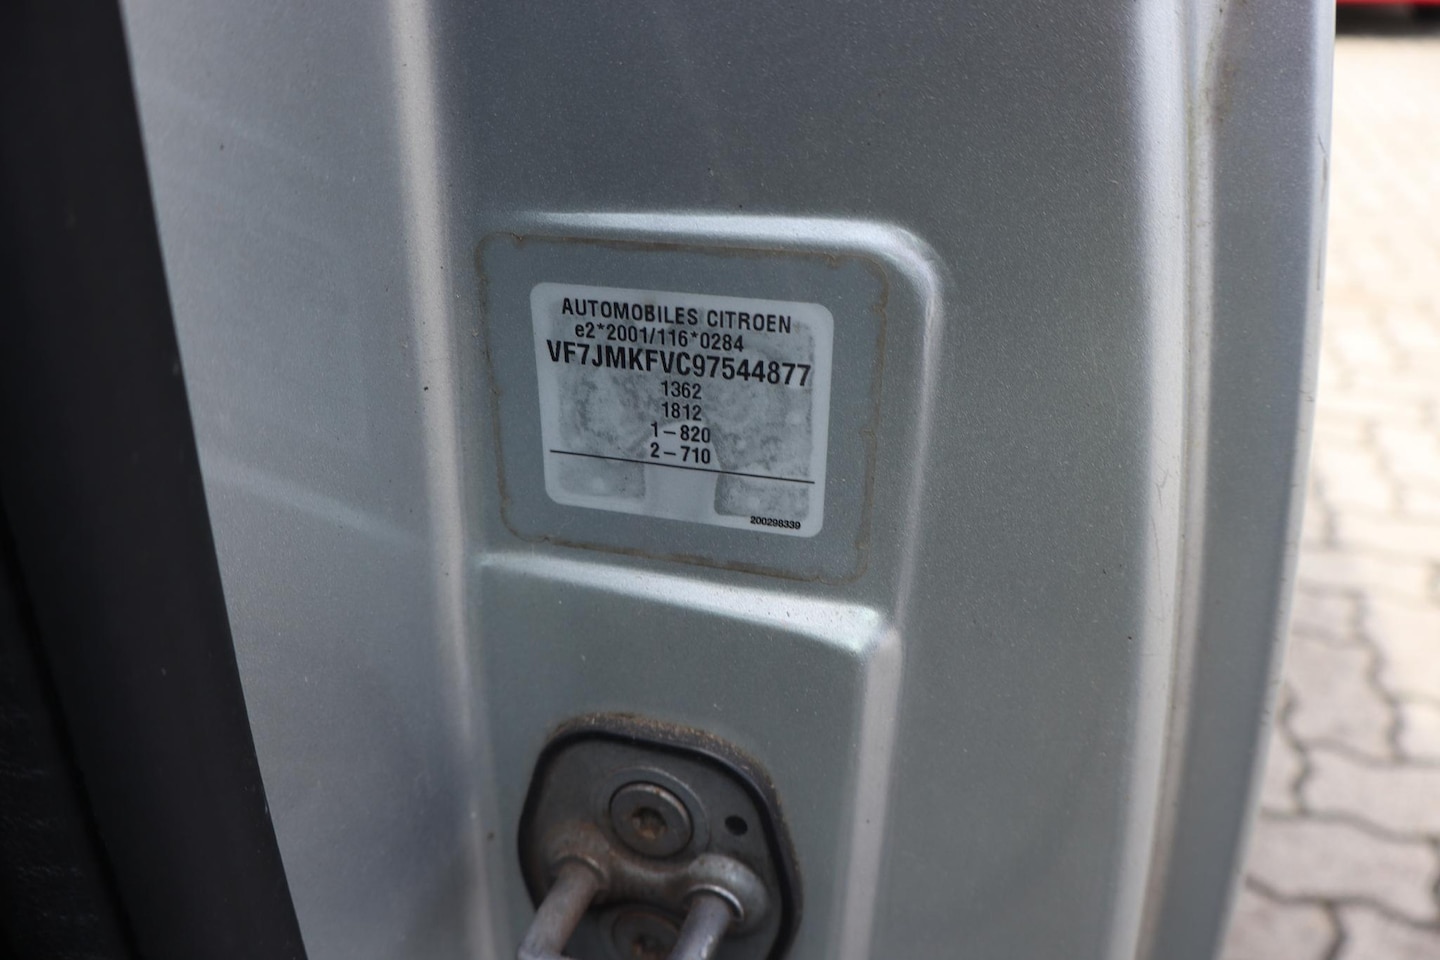 AUTOMOBILES CITROEN
e2*2001/116*0284
VF7JMKFVC97544877
1362
1812
1-820
2-710
200298339